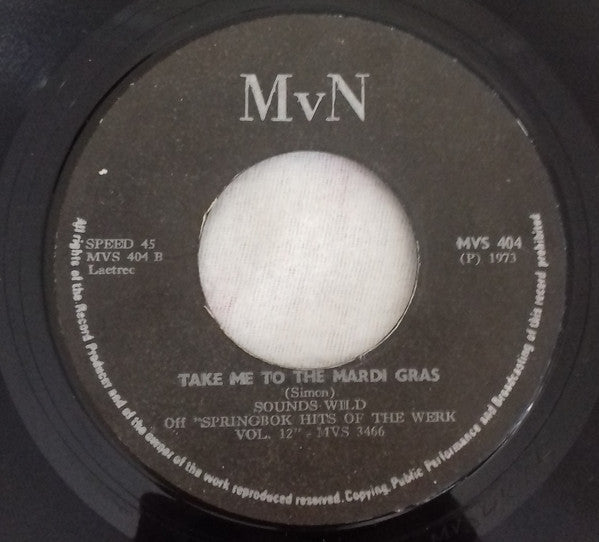 MvN
SPEED 45
MVS 404 B
Laetrec
MVS 404
(P) 1973
TAKE ME TO THE MARDI GRAS
(Simon)
SOUNDS WILD
Off "SPRINGBOK HITS OF THE WERK
VOL. 12" - MVS 3466
All rights of the Record Producer and of the owner of the work reproduced reserved. Copying, Public Performance and Broadcasting of this record prohibited